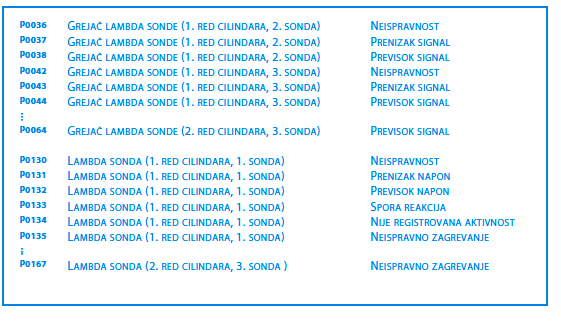 P0036 Grejač lambda sonde (1. red cilindara, 2. sonda) Neispravnost
P0037 Grejač lambda sonde (1. red cilindara, 2. sonda) Prenizak signal
P0038 Grejač lambda sonde (1. red cilindara, 2. sonda) Previsok signal
P0042 Grejač lambda sonde (1. red cilindara, 3. sonda) Neispravnost
P0043 Grejač lambda sonde (1. red cilindara, 3. sonda) Prenizak signal
P0044 Grejač lambda sonde (1. red cilindara, 3. sonda) Previsok signal
⋮
P0064 Grejač lambda sonde (2. red cilindara, 3. sonda) Previsok signal
P0130 Lambda sonda (1. red cilindara, 1. sonda) Neispravnost
P0131 Lambda sonda (1. red cilindara, 1. sonda) Prenizak napon
P0132 Lambda sonda (1. red cilindara, 1. sonda) Previsok napon
P0133 Lambda sonda (1. red cilindara, 1. sonda) Spora reakcija
P0134 Lambda sonda (1. red cilindara, 1. sonda) Nije registrovana aktivnost
P0135 Lambda sonda (1. red cilindara, 1. sonda) Neispravno zagrevanje
⋮
P0167 Lambda sonda (2. red cilindara, 3. sonda ) Neispravno zagrevanje